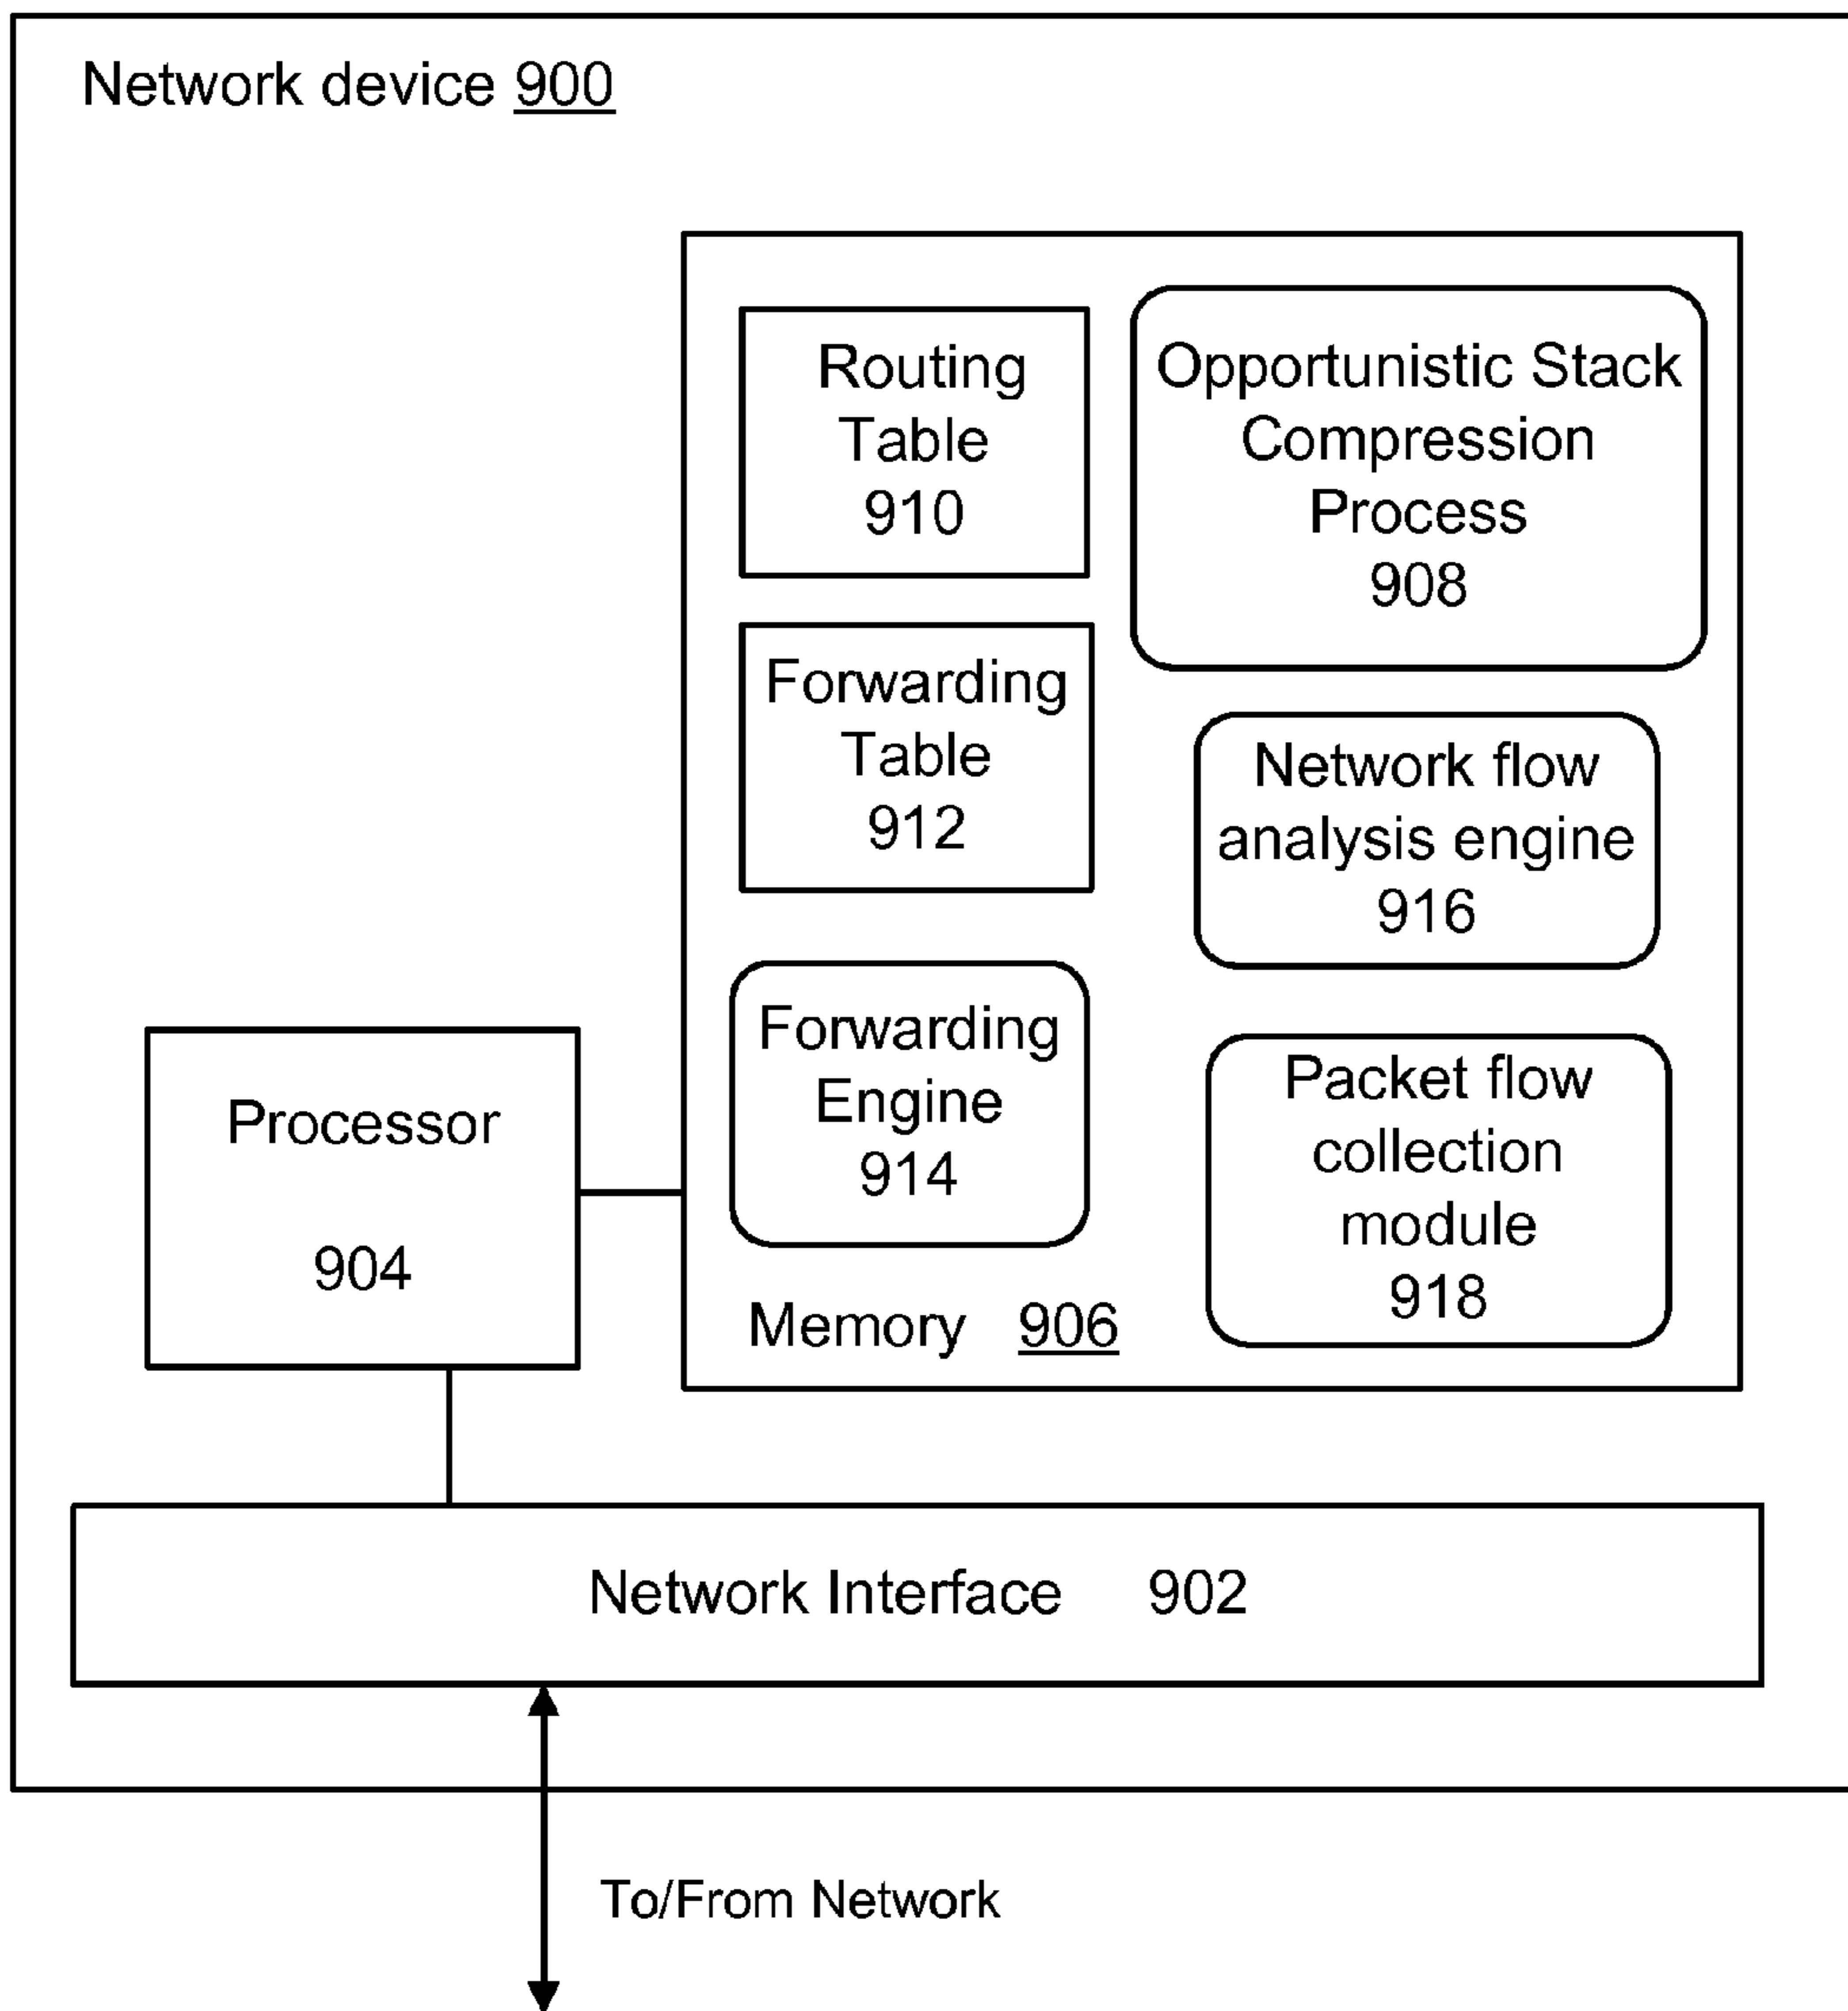 Network device 900
Routing
Table
910
Opportunistic Stack
Compression
Process
908
Forwarding
Table
912
Network flow
analysis engine
916
Forwarding
Engine
914
Packet flow
collection
module
918
Memory 906
Processor
904
Network Interface 902
To/From Network